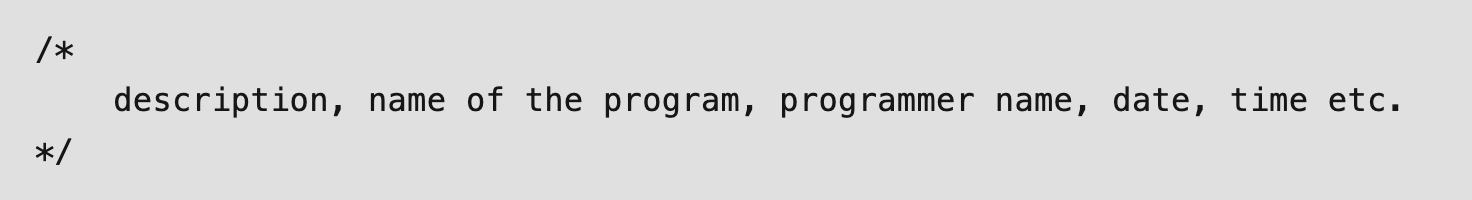 /*
description, name of the program, programmer name, date, time etc.
*/